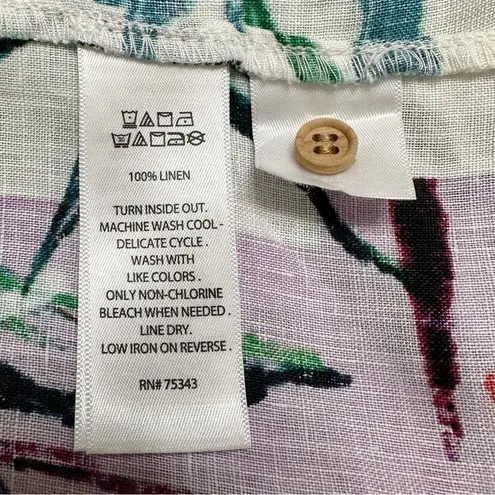 100% LINEN
TURN INSIDE OUT.
MACHINE WASH COOL -
DELICATE CYCLE .
WASH WITH
LIKE COLORS .
ONLY NON-CHLORINE
BLEACH WHEN NEEDED .
LINE DRY.
LOW IRON ON REVERSE .
RN# 75343